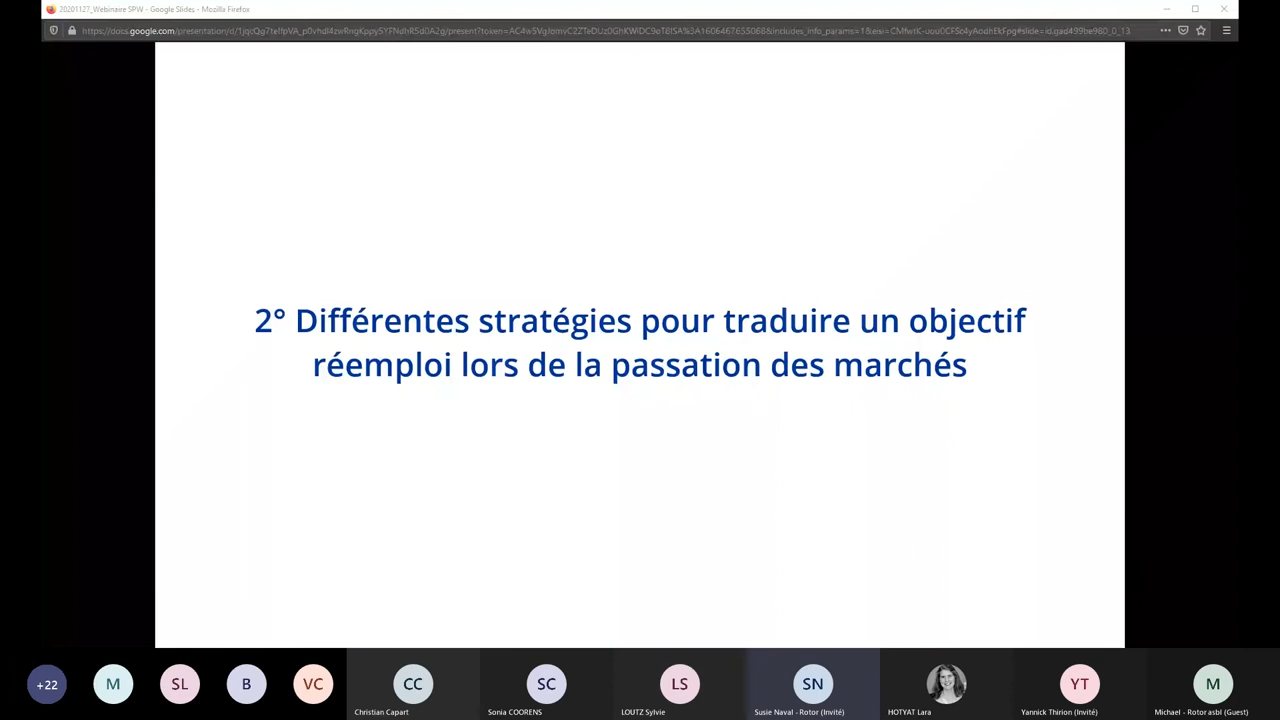 20201127_Webinaire SPW - Google Slides - Mozilla Firefox
2° Différentes stratégies pour traduire un objectif
réemploi lors de la passation des marchés
+22
M
SL
B
VC
CC
SC
LS
SN
YT
M
Christian Capart
Sonia COORENS
LOUTZ Sylvie
Susie Naval - Rotor (Invité)
HOTYAT Lara
Yannick Thirion (Invité)
Michael - Rotor asbl (Guest)